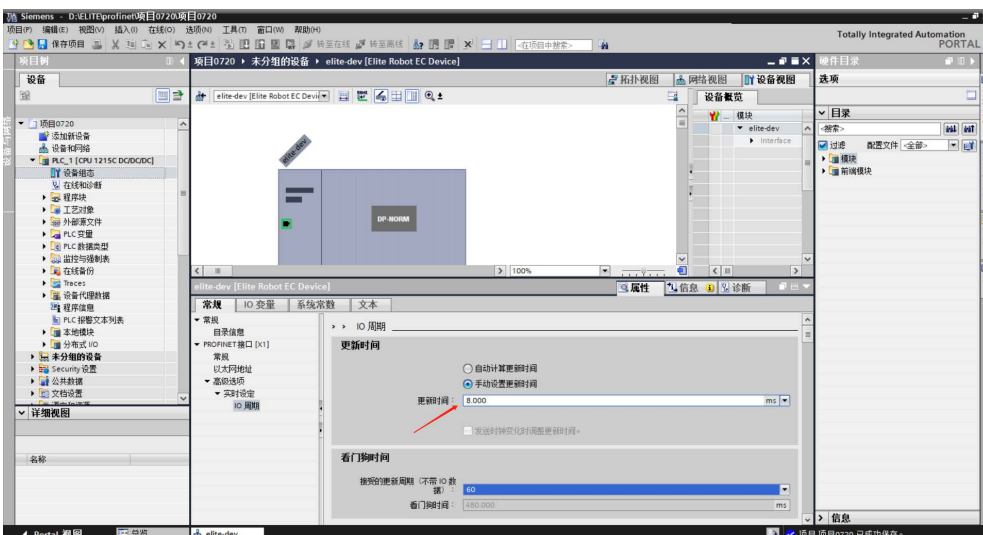 Siemens - D:\ELITE\profinet\项目0720\项目0720
项目(P) 编辑(E) 视图(V) 插入(I) 在线(O) 选项(N) 工具(T) 窗口(W) 帮助(H)
Totally Integrated Automation
PORTAL
保存项目
转至在线
转至离线
<在项目中搜索>
项目树
设备
项目0720
添加新设备
设备和网络
PLC_1 [CPU 1215C DC/DC/DC]
设备组态
在线和诊断
程序块
工艺对象
外部源文件
PLC 变量
PLC 数据类型
监控与强制表
在线备份
Traces
设备代理数据
程序信息
PLC 报警文本列表
本地模块
分布式 I/O
未分组的设备
Security 设置
公共数据
文档设置
详细视图
名称
项目0720 ▸ 未分组的设备 ▸ elite-dev [Elite Robot EC Device]
拓扑视图
网络视图
设备视图
elite-dev [Elite Robot EC Devi
elite-dev
DP-NORM
100%
设备概览
模块
elite-dev
Interface
elite-dev [Elite Robot EC Device]
属性
信息
诊断
常规
IO 变量
系统常数
文本
常规
目录信息
PROFINET接口 [X1]
常规
以太网地址
高级选项
实时设定
IO 周期
> > IO 周期
更新时间
自动计算更新时间
手动设置更新时间
更新时间： 8.000 ms
发送时钟变化时调整更新时间。
看门狗时间
接受的更新周期（不带 IO 数
据）： 60
看门狗时间： 480.000 ms
硬件目录
选项
目录
<搜索>
过滤 配置文件 <全部>
模块
前端模块
信息
Portal 视图
总览
elite-dev
项目 项目0720 已成功保存。